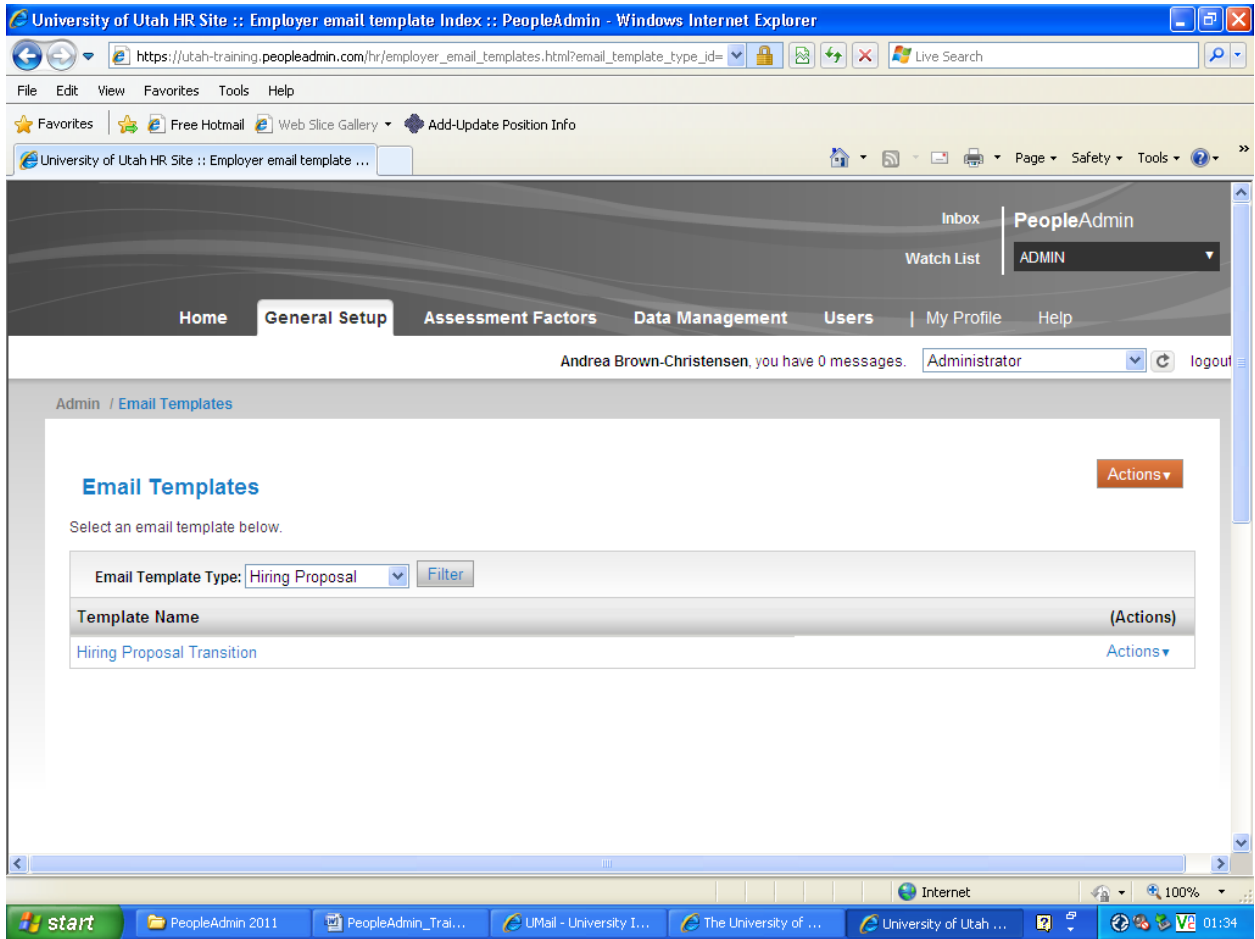 University of Utah HR Site :: Employer email template Index :: PeopleAdmin - Windows Internet Explorer
https://utah-training.peopleadmin.com/hr/employer_email_templates.html?email_template_type_id=
Live Search
File Edit View Favorites Tools Help
Favorites Free Hotmail Web Slice Gallery Add-Update Position Info
University of Utah HR Site :: Employer email template ... Page Safety Tools »
Inbox PeopleAdmin
Watch List ADMIN
Home General Setup Assessment Factors Data Management Users | My Profile Help
Andrea Brown-Christensen, you have 0 messages. Administrator logout
Admin / Email Templates
Actions
Email Templates
Select an email template below.
Email Template Type: Hiring Proposal Filter
Template Name (Actions)
Hiring Proposal Transition Actions
Internet 100%
start PeopleAdmin 2011 PeopleAdmin_Trai... UMail - University I... The University of ... University of Utah ... 01:34